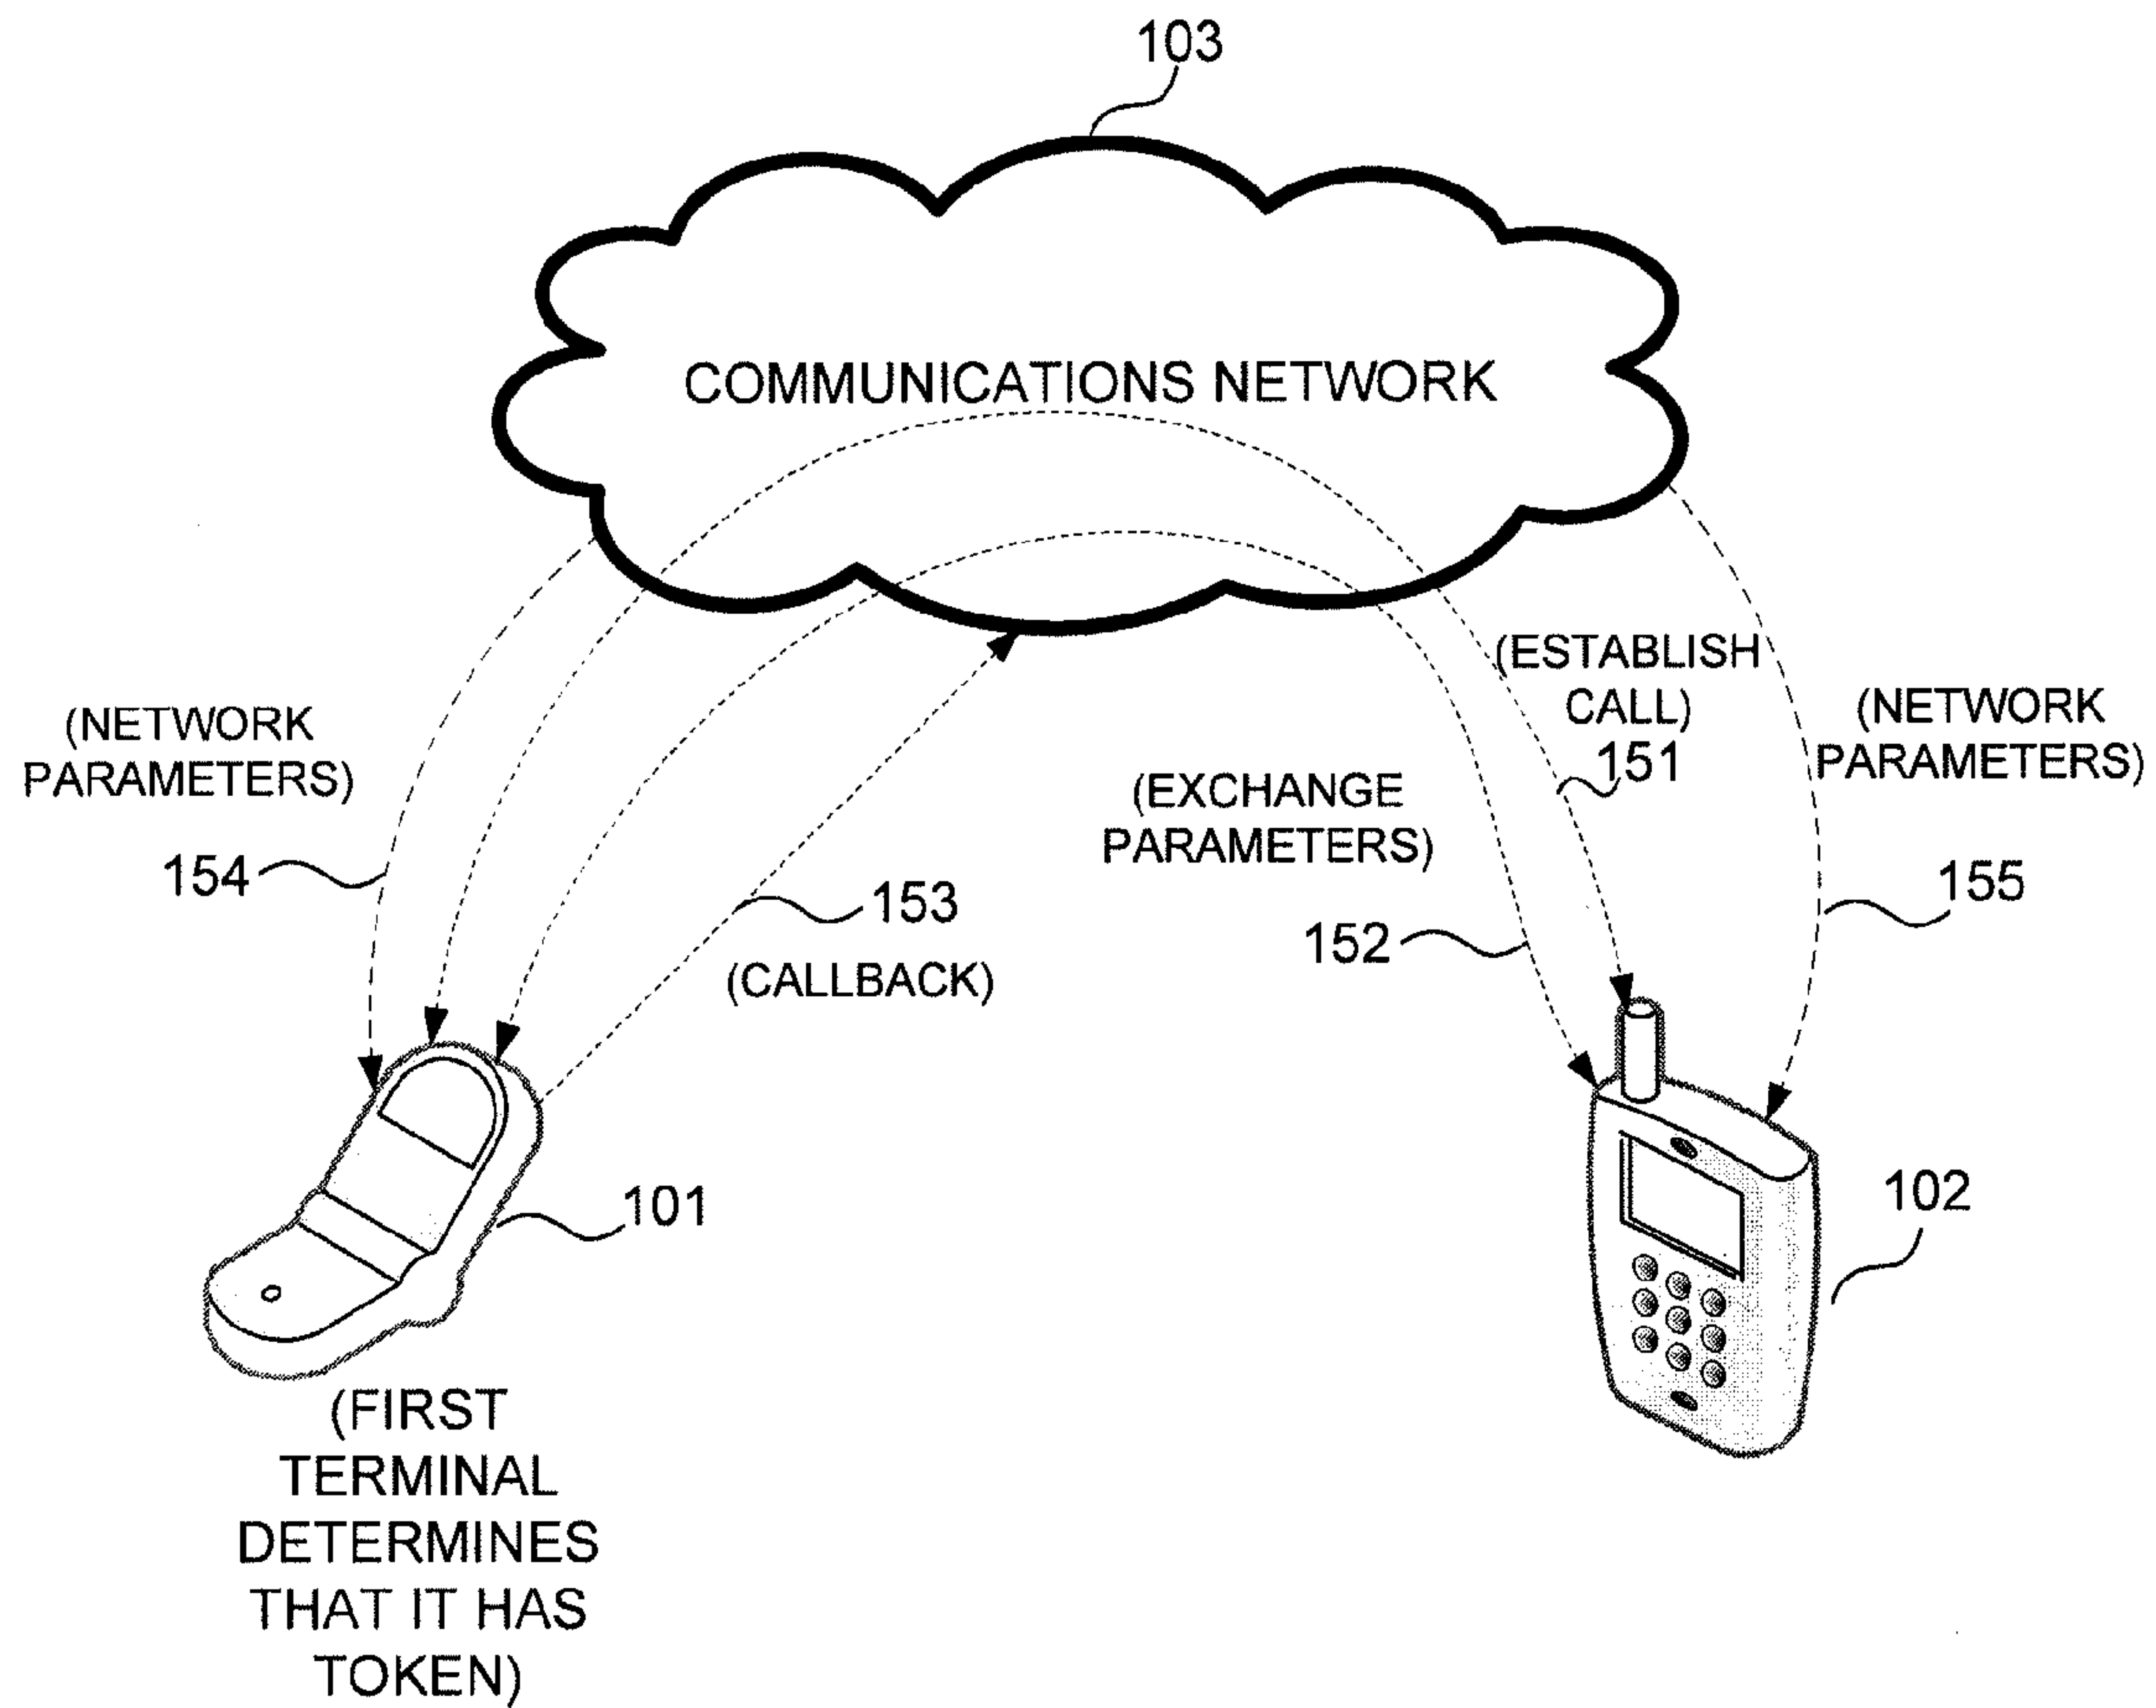 103
COMMUNICATIONS NETWORK
(NETWORK
PARAMETERS)
154
(ESTABLISH
CALL)
151
(NETWORK
PARAMETERS)
155
(EXCHANGE
PARAMETERS)
152
153
(CALLBACK)
101
102
(FIRST
TERMINAL
DETERMINES
THAT IT HAS
TOKEN)